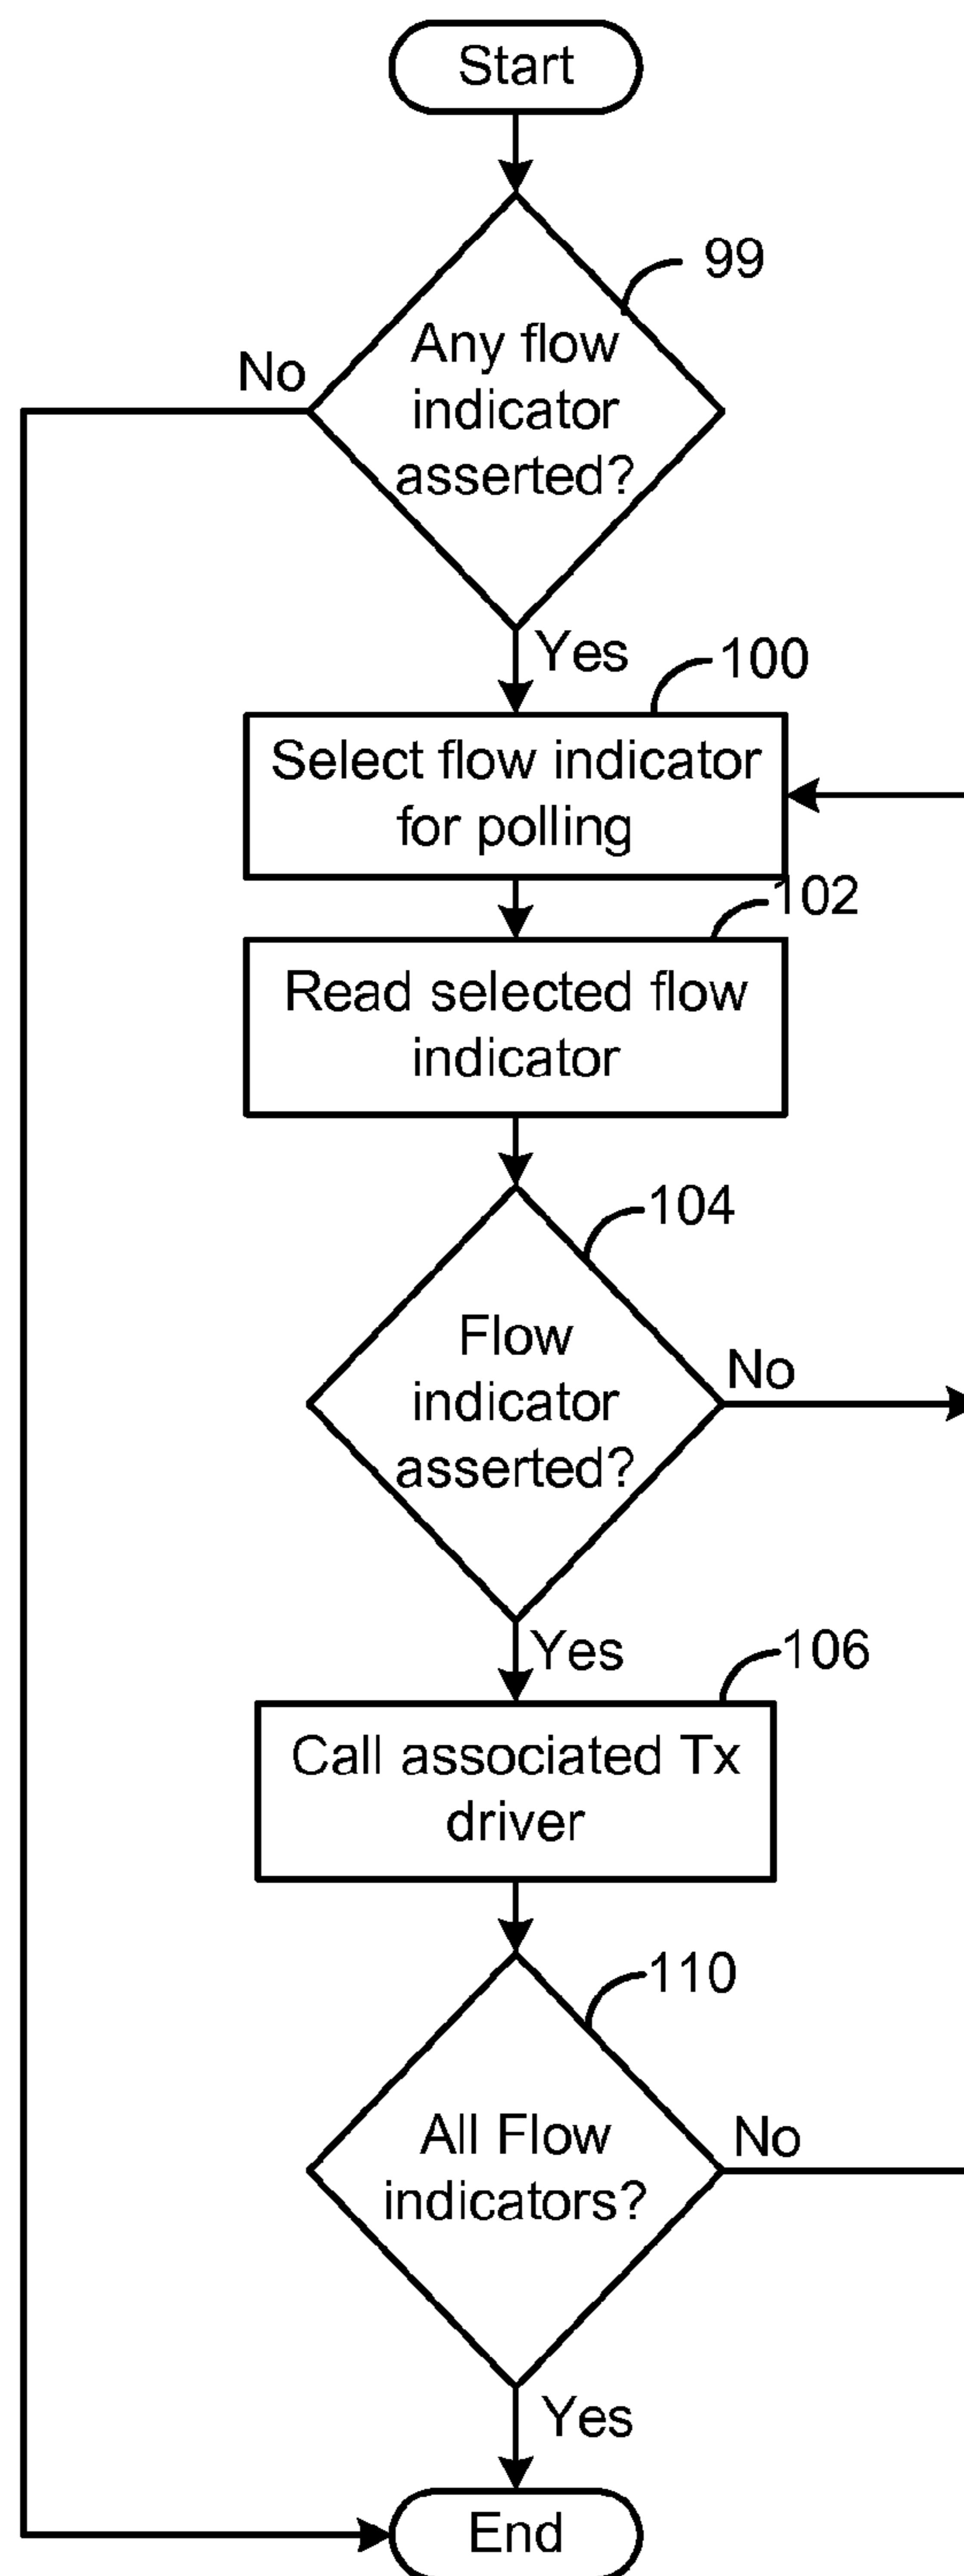 Start
99
Any flow
indicator
asserted?
No
Yes
100
Select flow indicator
for polling
102
Read selected flow
indicator
104
Flow
indicator
asserted?
No
Yes
106
Call associated Tx
driver
110
All Flow
indicators?
No
Yes
End